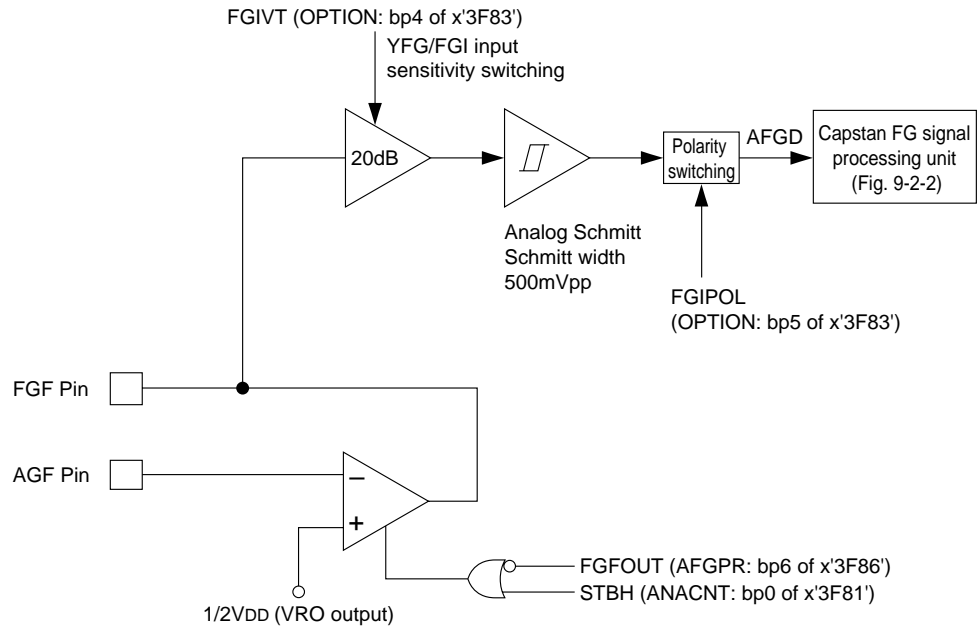 FGIVT (OPTION: bp4 of x'3F83')
YFG/FGI input
sensitivity switching
20dB
Polarity
switching
AFGD
Capstan FG signal
processing unit
(Fig. 9-2-2)
Analog Schmitt
Schmitt width
500mVpp
FGIPOL
(OPTION: bp5 of x'3F83')
FGF Pin
AGF Pin
−
+
FGFOUT (AFGPR: bp6 of x'3F86')
STBH (ANACNT: bp0 of x'3F81')
1/2VDD (VRO output)